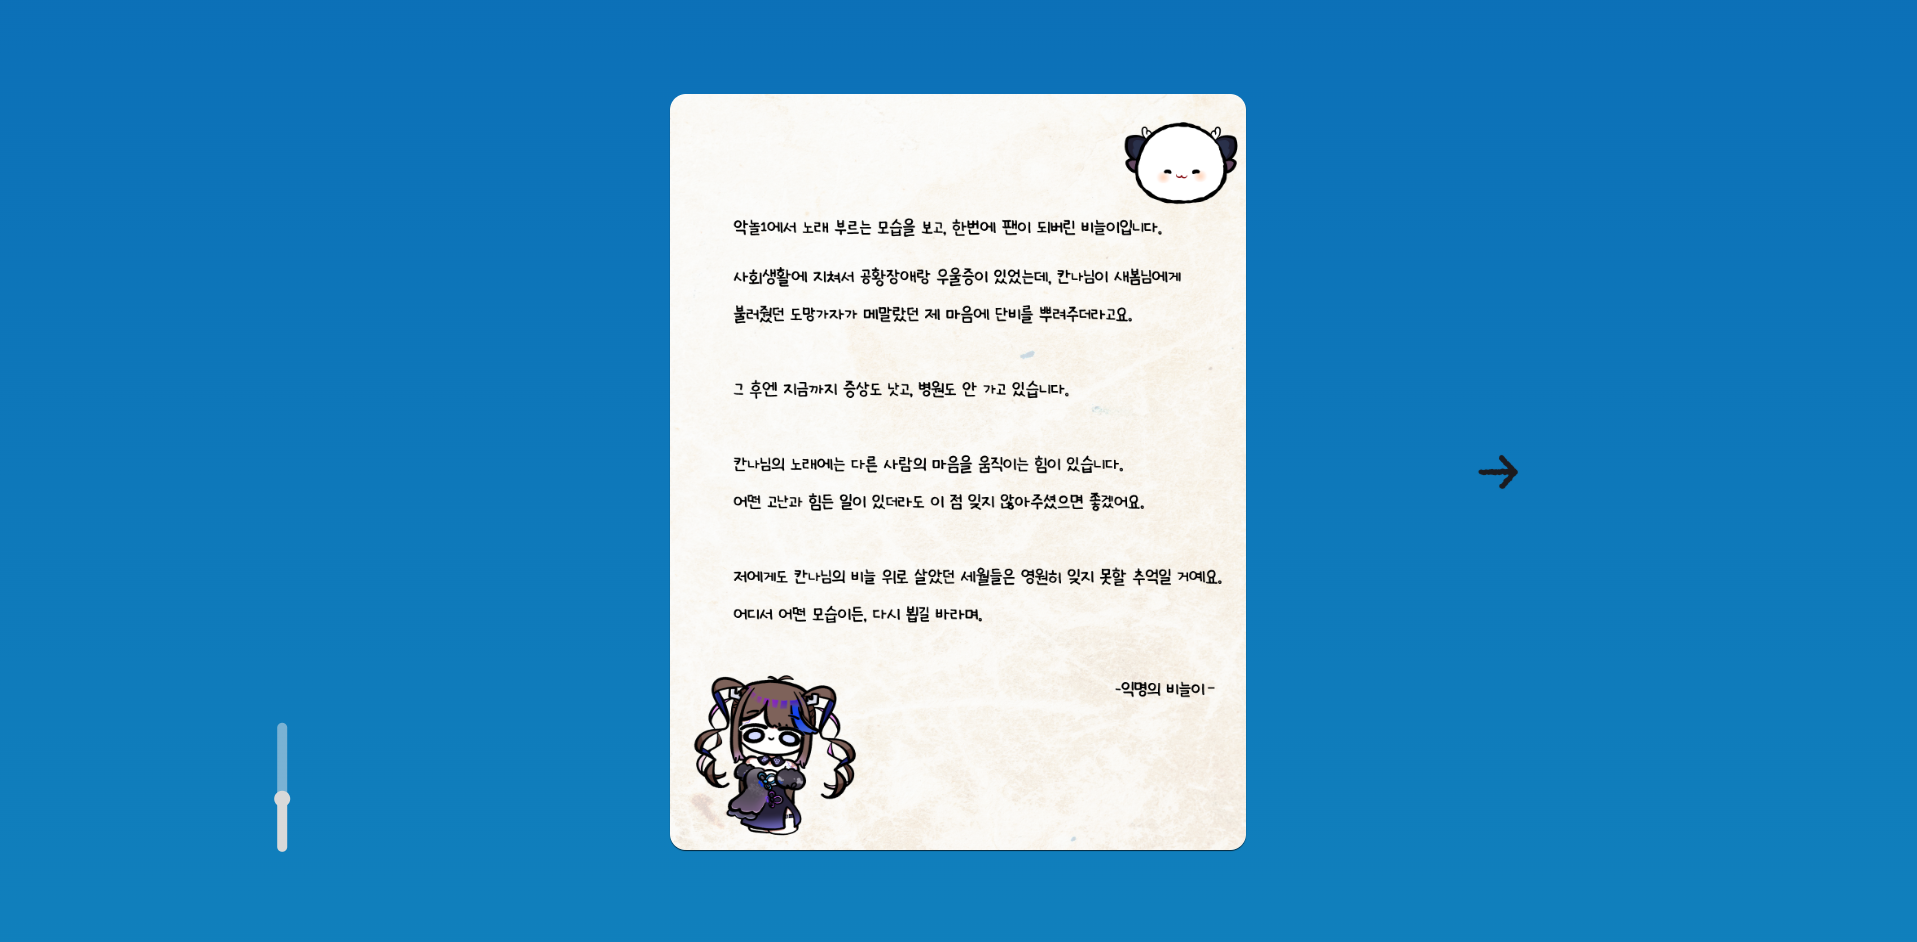 악놀1에서 노래 부르는 모습을 보고, 한번에 팬이 되버린 비늘이입니다.
사회생활에 지쳐서 공황장애랑 우울증이 있었는데, 칸나님이 새봄님에게
불러줬던 도망가자가 메말랐던 제 마음에 단비를 뿌려주더라고요.
그 후엔 지금까지 증상도 낫고, 병원도 안 가고 있습니다.
칸나님의 노래에는 다른 사람의 마음을 움직이는 힘이 있습니다.
어떤 고난과 힘든 일이 있더라도 이 점 잊지 않아주셨으면 좋겠어요.
저에게도 칸나님의 비늘 위로 살았던 세월들은 영원히 잊지 못할 추억일 거예요.
어디서 어떤 모습이든, 다시 뵙길 바라며.
-익명의 비늘이-